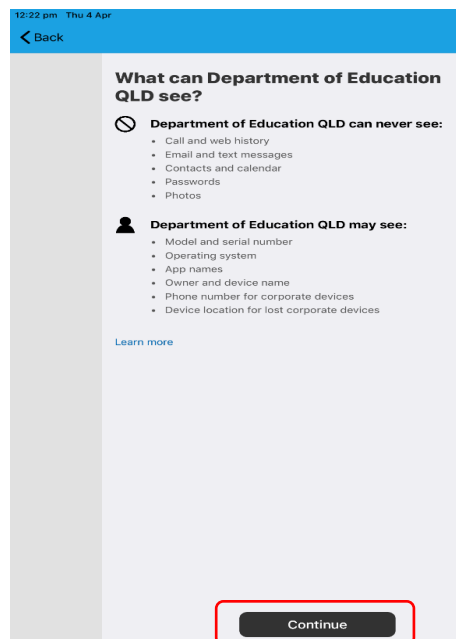 12:22 pm Thu 4 Apr
Back
What can Department of Education
QLD see?
Department of Education QLD can never see:
• Call and web history
• Email and text messages
• Contacts and calendar
• Passwords
• Photos
Department of Education QLD may see:
• Model and serial number
• Operating system
• App names
• Owner and device name
• Phone number for corporate devices
• Device location for lost corporate devices
Learn more
Continue